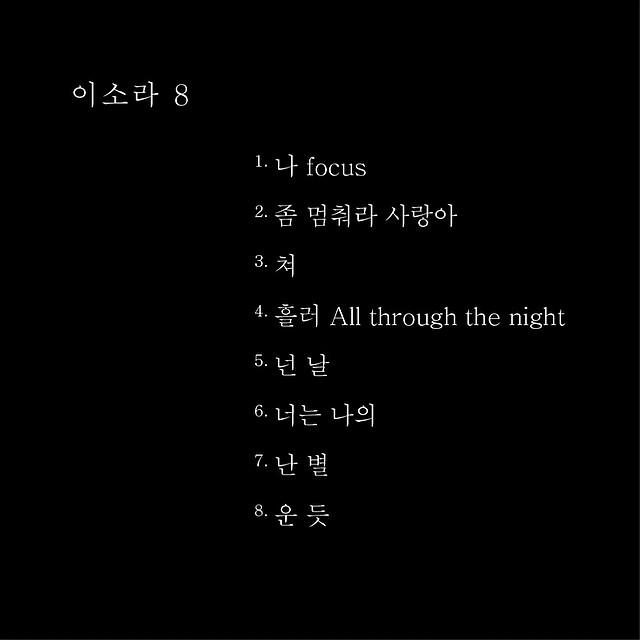 이소라 8
1. 나 focus
2. 좀 멈춰라 사랑아
3. 쳐
4. 흘러 All through the night
5. 넌 날
6. 너는 나의
7. 난 별
8. 운 듯